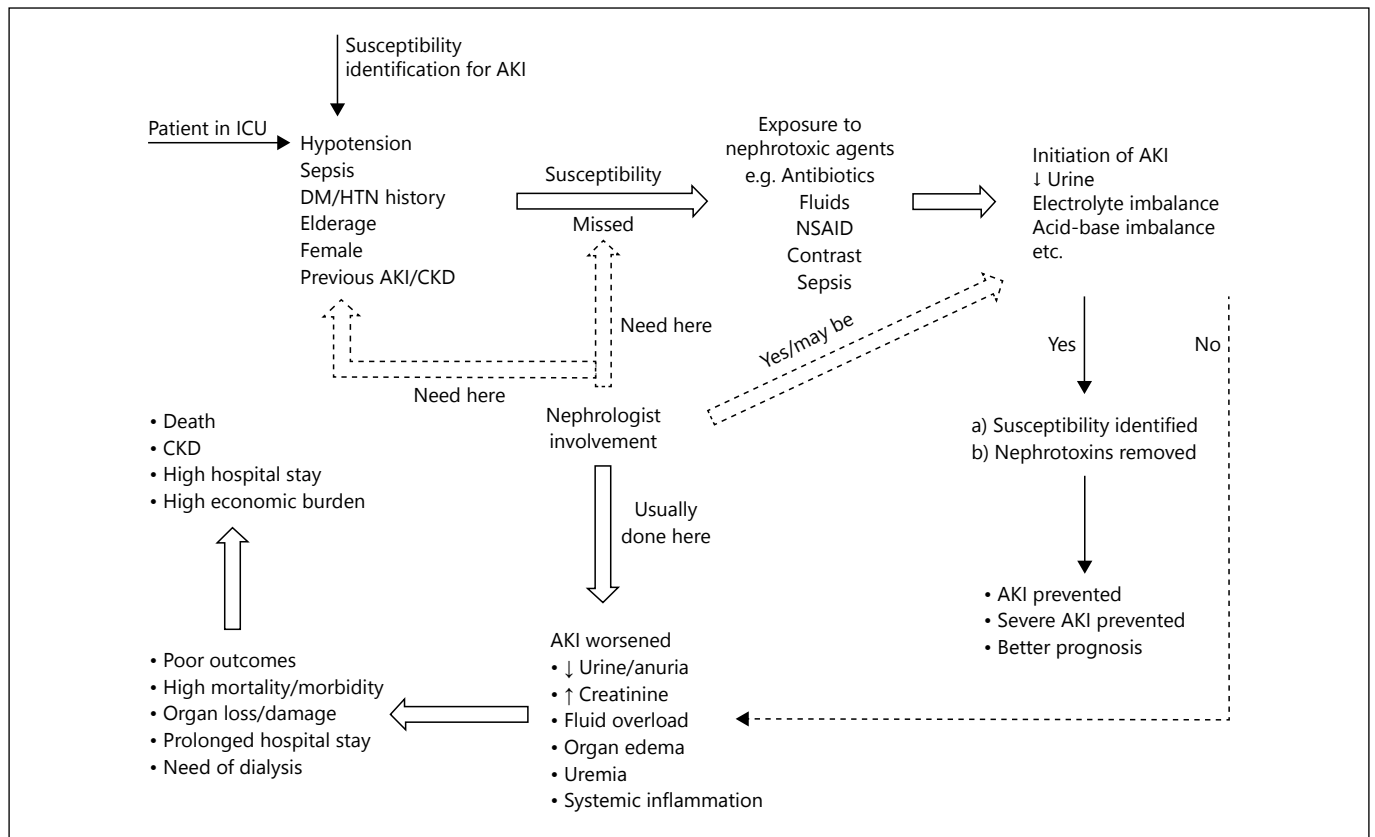 Susceptibility
identification for AKI
Patient in ICU
Hypotension
Sepsis
DM/HTN history
Elderage
Female
Previous AKI/CKD
Susceptibility
Missed
Exposure to
nephrotoxic agents
e.g. Antibiotics
Fluids
NSAID
Contrast
Sepsis
Initiation of AKI
↓ Urine
Electrolyte imbalance
Acid-base imbalance
etc.
Need here
Need here
Yes/may be
Yes
No
Nephrologist
involvement
a) Susceptibility identified
b) Nephrotoxins removed
• Death
• CKD
• High hospital stay
• High economic burden
Usually
done here
• AKI prevented
• Severe AKI prevented
• Better prognosis
AKI worsened
• ↓ Urine/anuria
• ↑ Creatinine
• Fluid overload
• Organ edema
• Uremia
• Systemic inflammation
• Poor outcomes
• High mortality/morbidity
• Organ loss/damage
• Prolonged hospital stay
• Need of dialysis